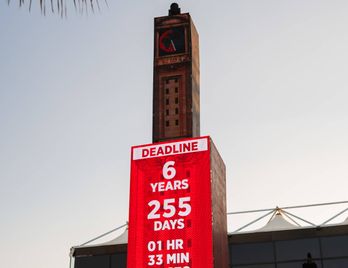 DEADLINE
6
YEARS
255
DAYS
01 HR
33 MIN